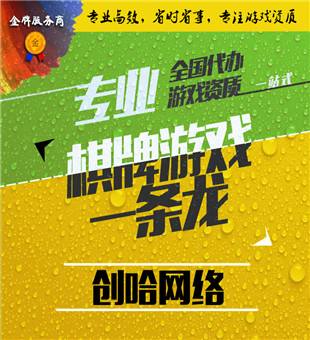 金牌服务商
金
专业高效，省时省事，专注游戏资质
专业!
全国代办
游戏资质
一站式
棋牌游戏
一条龙
创哈网络